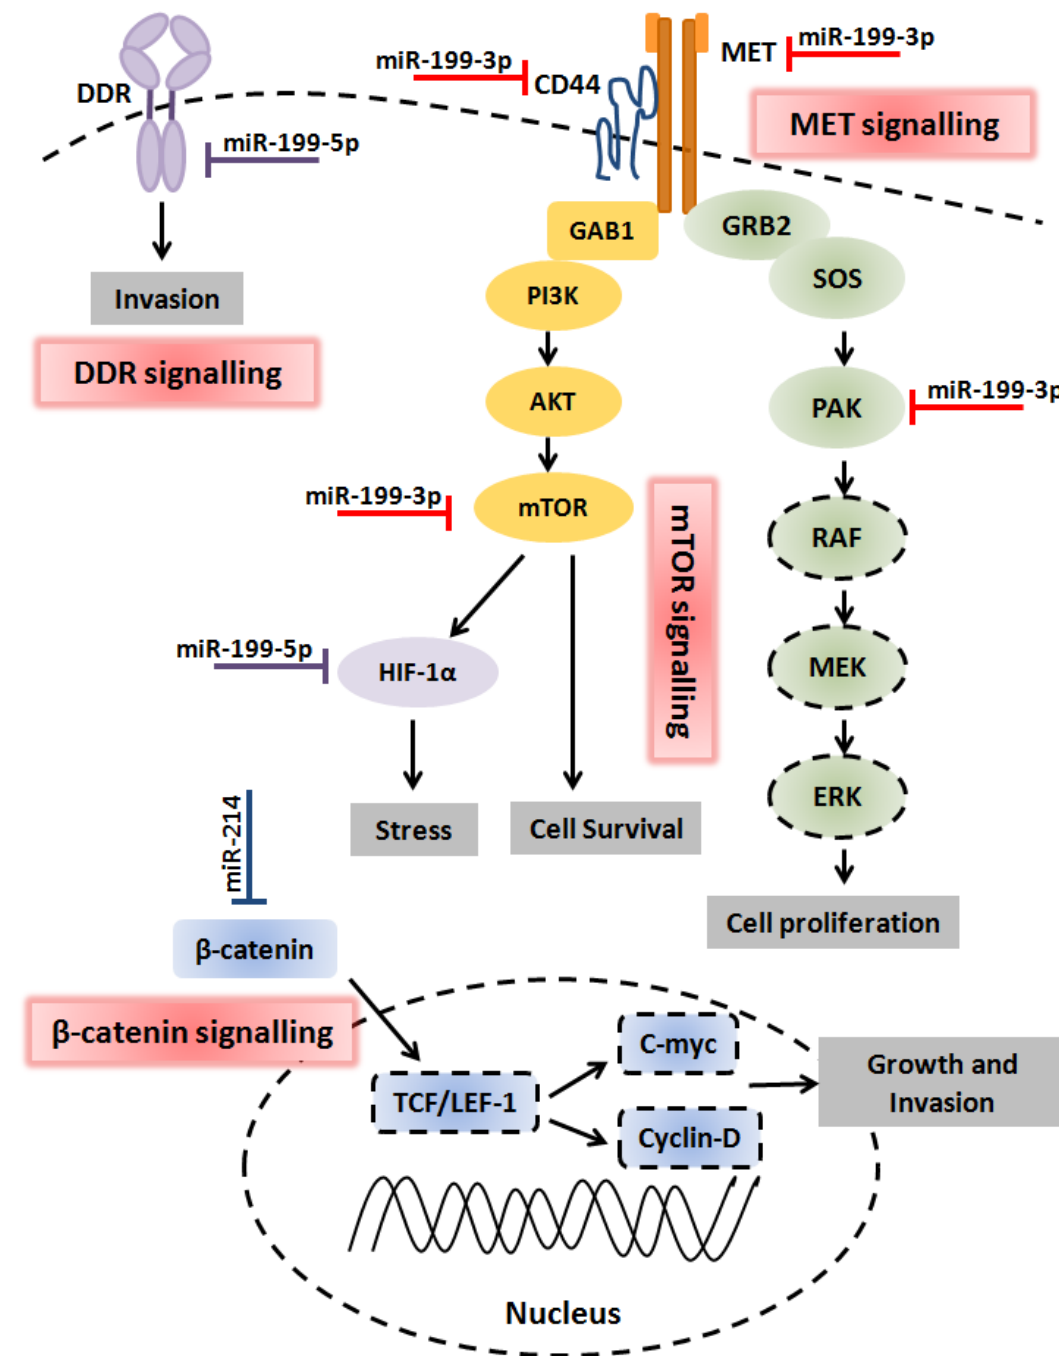 miR-199-3p
MET
miR-199-3p
CD44
DDR
MET signalling
miR-199-5p
GAB1
GRB2
SOS
PI3K
Invasion
DDR signalling
AKT
PAK
miR-199-3p
miR-199-3p
mTOR
mTOR signalling
RAF
miR-199-5p
HIF-1α
MEK
ERK
miR-214
Stress
Cell Survival
Cell proliferation
β-catenin
β-catenin signalling
C-myc
TCF/LEF-1
Cyclin-D
Growth and
Invasion
Nucleus